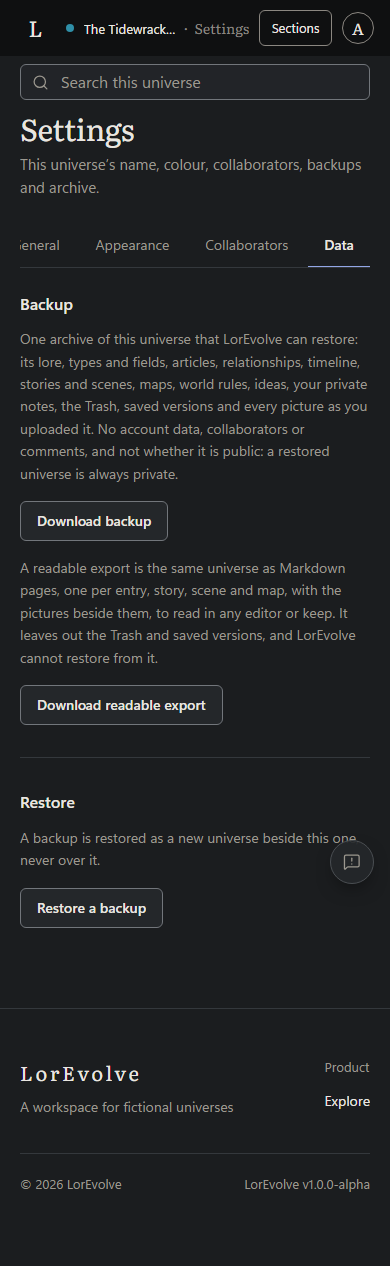 L
The Tidewrack... · Settings
Sections
A
Search this universe
Settings
This universe's name, colour, collaborators, backups
and archive.
General
Appearance
Collaborators
Data
Backup
One archive of this universe that LorEvolve can restore:
its lore, types and fields, articles, relationships, timeline,
stories and scenes, maps, world rules, ideas, your private
notes, the Trash, saved versions and every picture as you
uploaded it. No account data, collaborators or
comments, and not whether it is public: a restored
universe is always private.
Download backup
A readable export is the same universe as Markdown
pages, one per entry, story, scene and map, with the
pictures beside them, to read in any editor or keep. It
leaves out the Trash and saved versions, and LorEvolve
cannot restore from it.
Download readable export
Restore
A backup is restored as a new universe beside this one
never over it.
Restore a backup
LorEvolve
A workspace for fictional universes
Product
Explore
© 2026 LorEvolve
LorEvolve v1.0.0-alpha